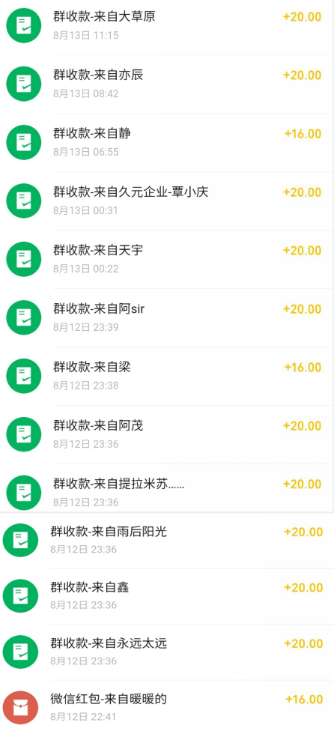 群收款-来自大草原
+20.00
8月13日 11:15
群收款-来自亦辰
+20.00
8月13日 08:42
群收款-来自静
+16.00
8月13日 06:55
群收款-来自久元企业-覃小庆
+20.00
8月13日 00:31
群收款-来自天宇
+20.00
8月13日 00:22
群收款-来自阿sir
+20.00
8月12日 23:39
群收款-来自梁
+16.00
8月12日 23:38
群收款-来自阿茂
+20.00
8月12日 23:36
群收款-来自提拉米苏......
+20.00
8月12日 23:36
群收款-来自雨后阳光
+20.00
8月12日 23:36
群收款-来自鑫
+20.00
8月12日 23:36
群收款-来自永远太远
+20.00
8月12日 23:36
微信红包-来自暖暖的
+16.00
8月12日 22:41